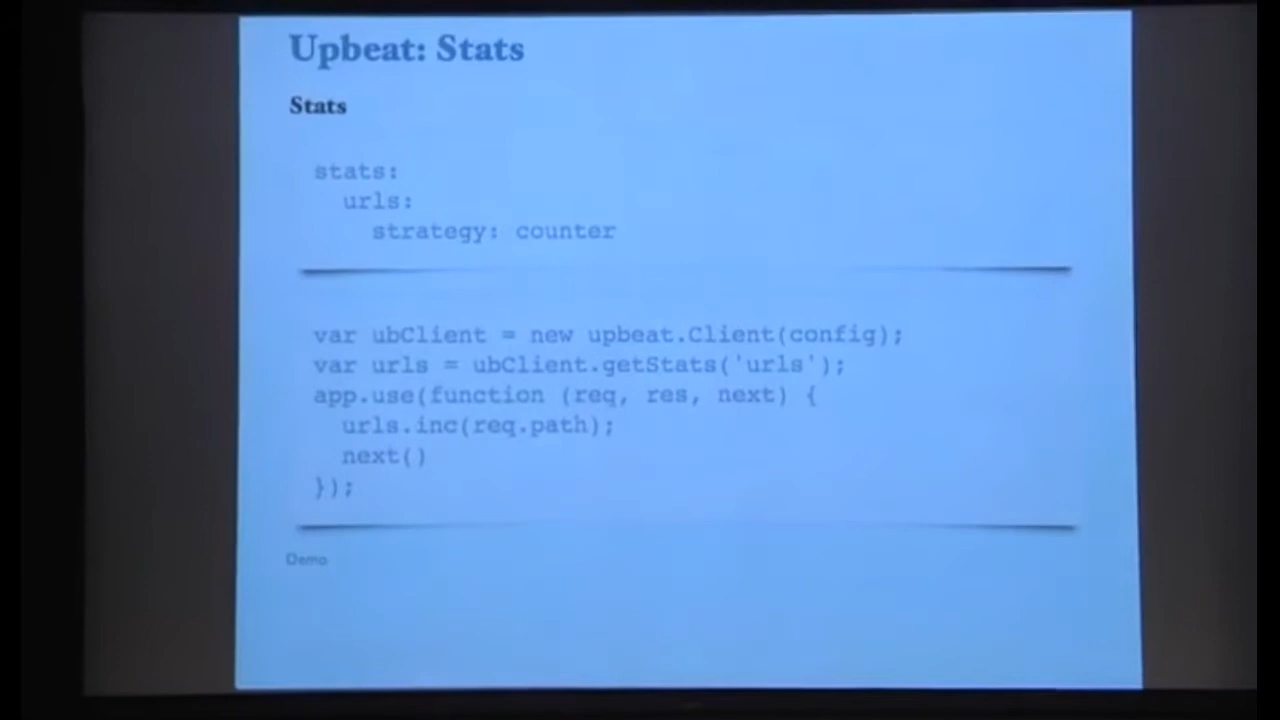 Upbeat: Stats
Stats
stats:
urls:
strategy: counter
var ubClient = new upbeat.Client(config);
var urls = ubClient.getStats('urls');
app.use(function (req, res, next) {
urls.inc(req.path);
next()
});
Demo